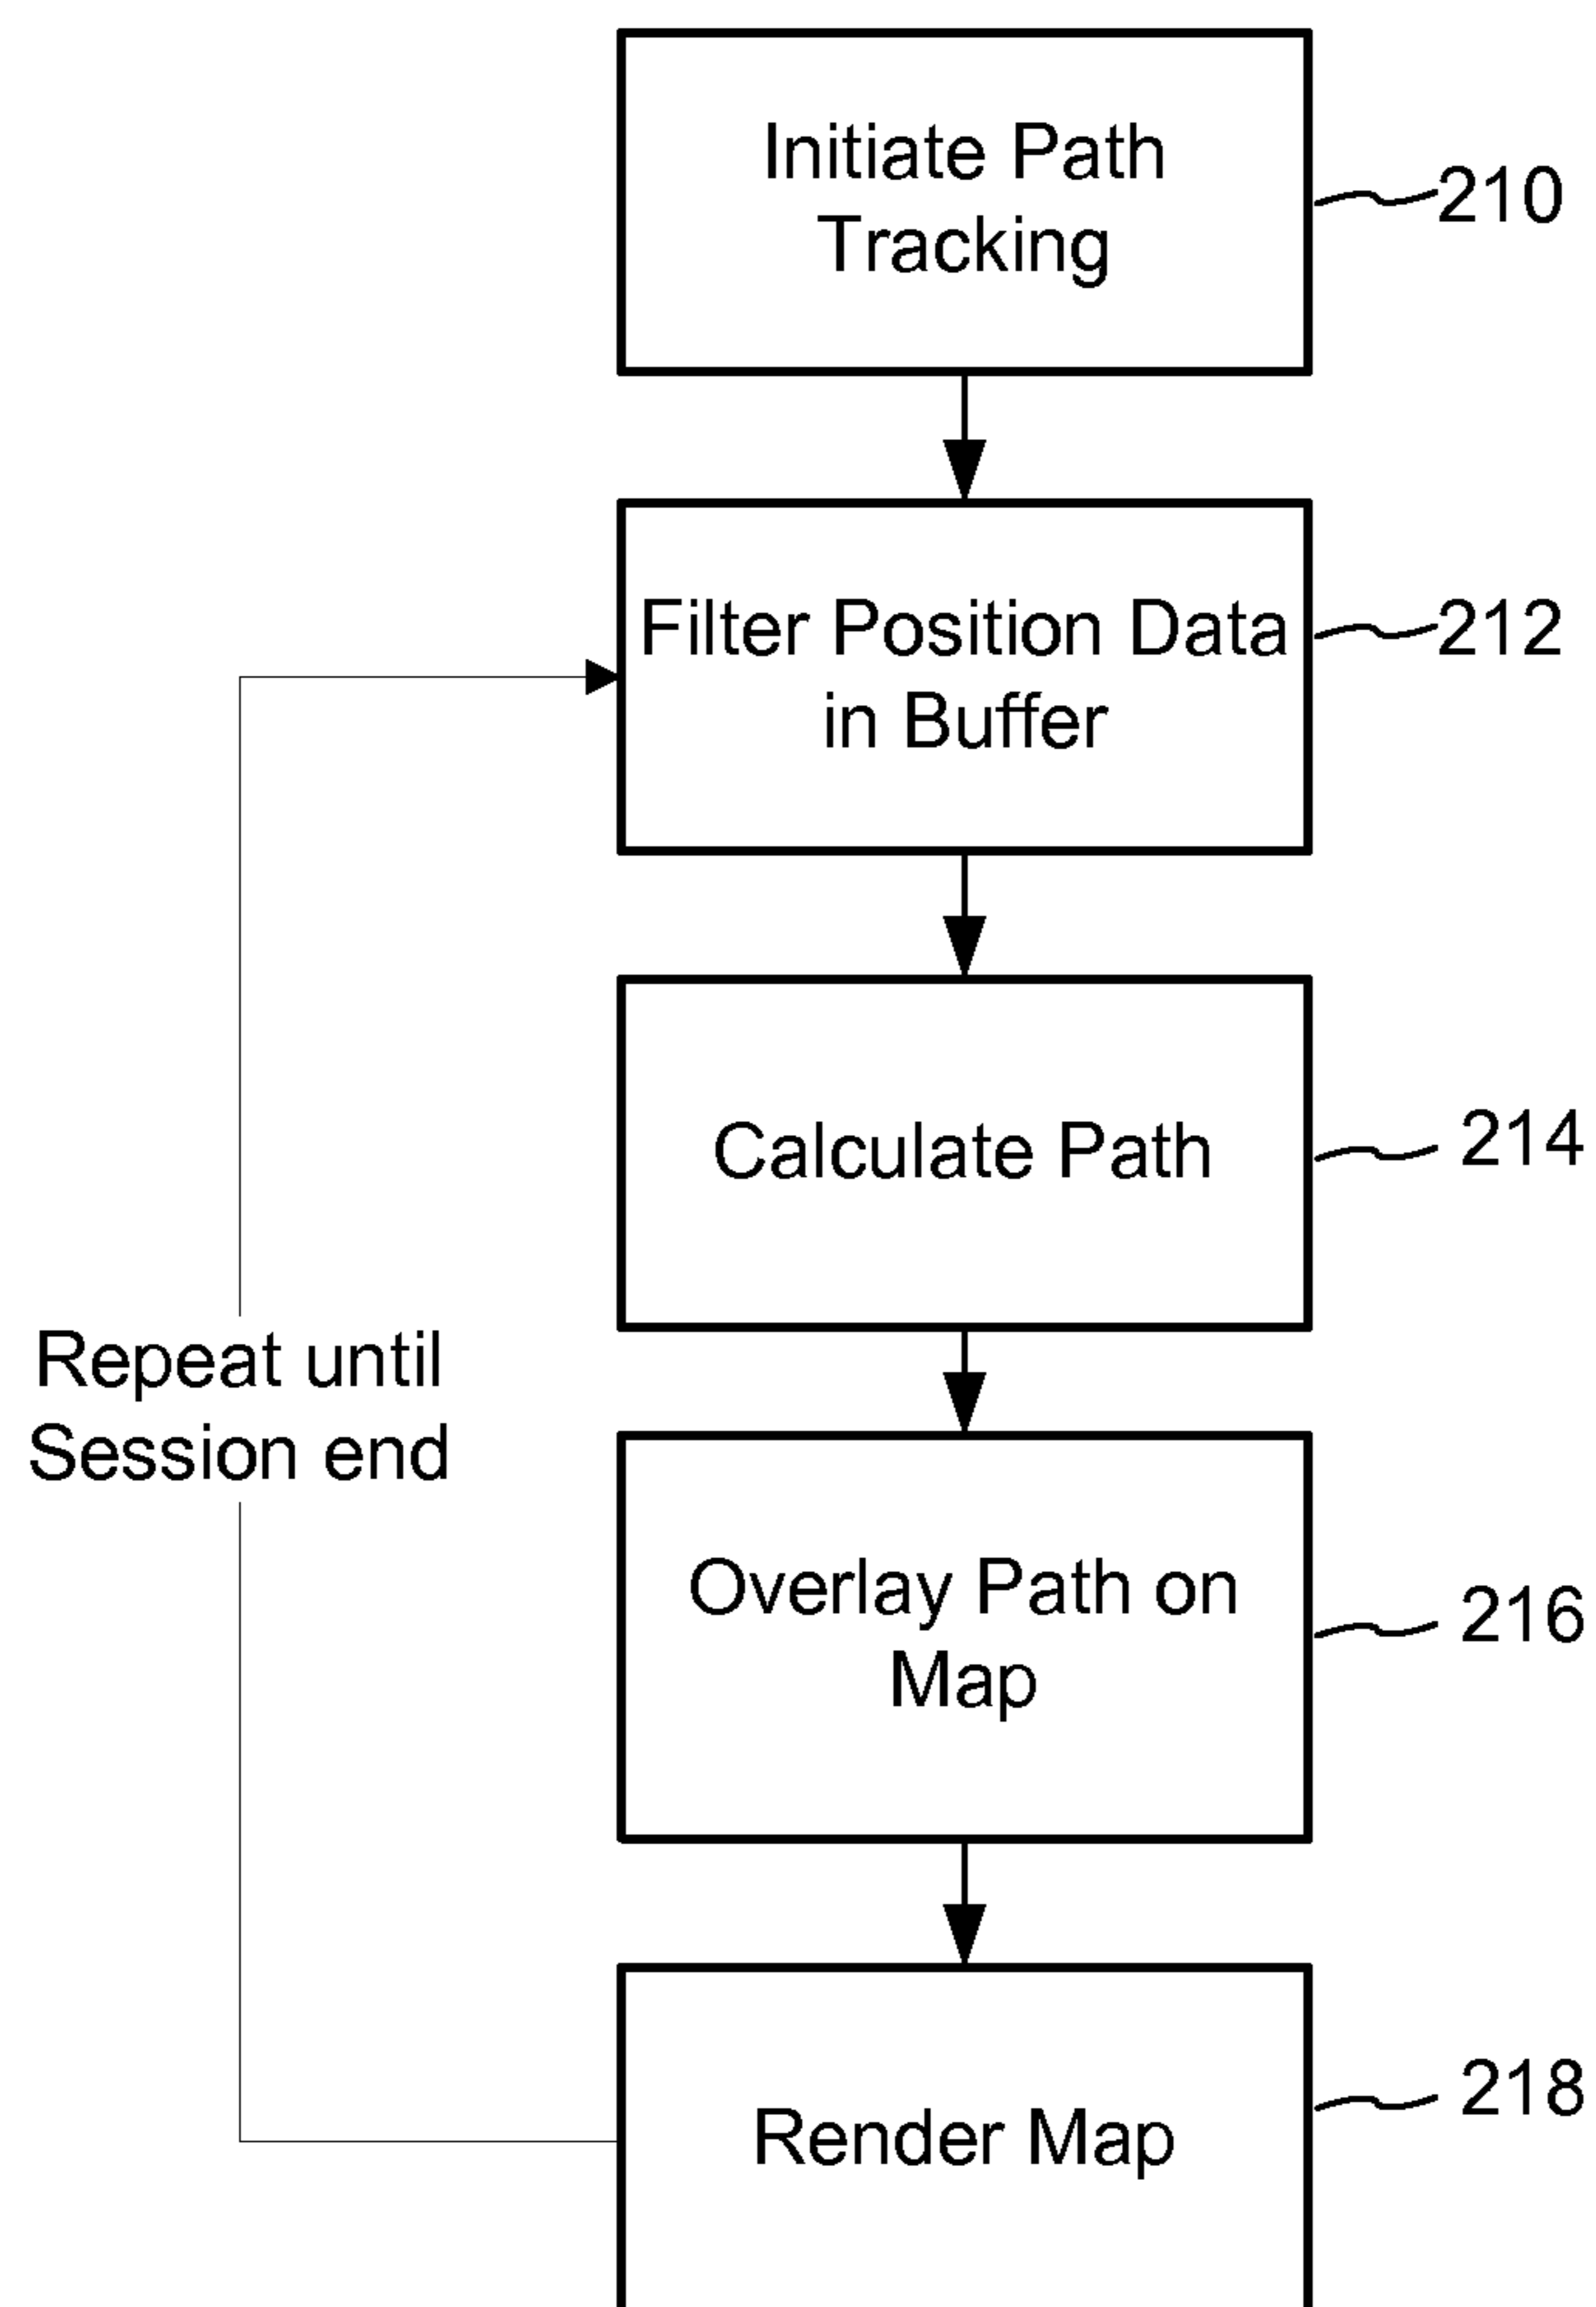 Initiate Path
Tracking
210
Filter Position Data
in Buffer
212
Calculate Path
214
Repeat until
Session end
Overlay Path on
Map
216
Render Map
218